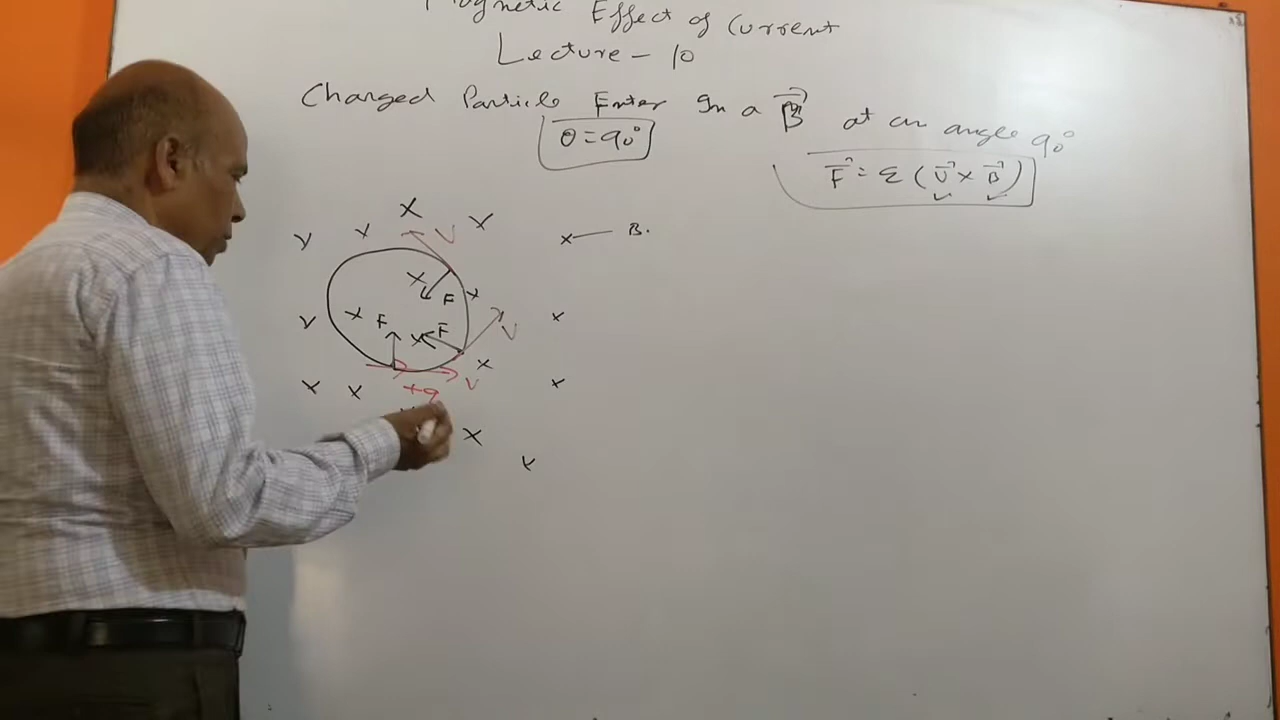 Magnetic Effect of Current
Lecture - 10
Charged Particle Enter In a B⃗ at an angle 90°
θ = 90°
F⃗ = q (V⃗ × B⃗)
x x x x x — B.
x V x
x F
x x F x x
F V
x x x x
+q V
x
x